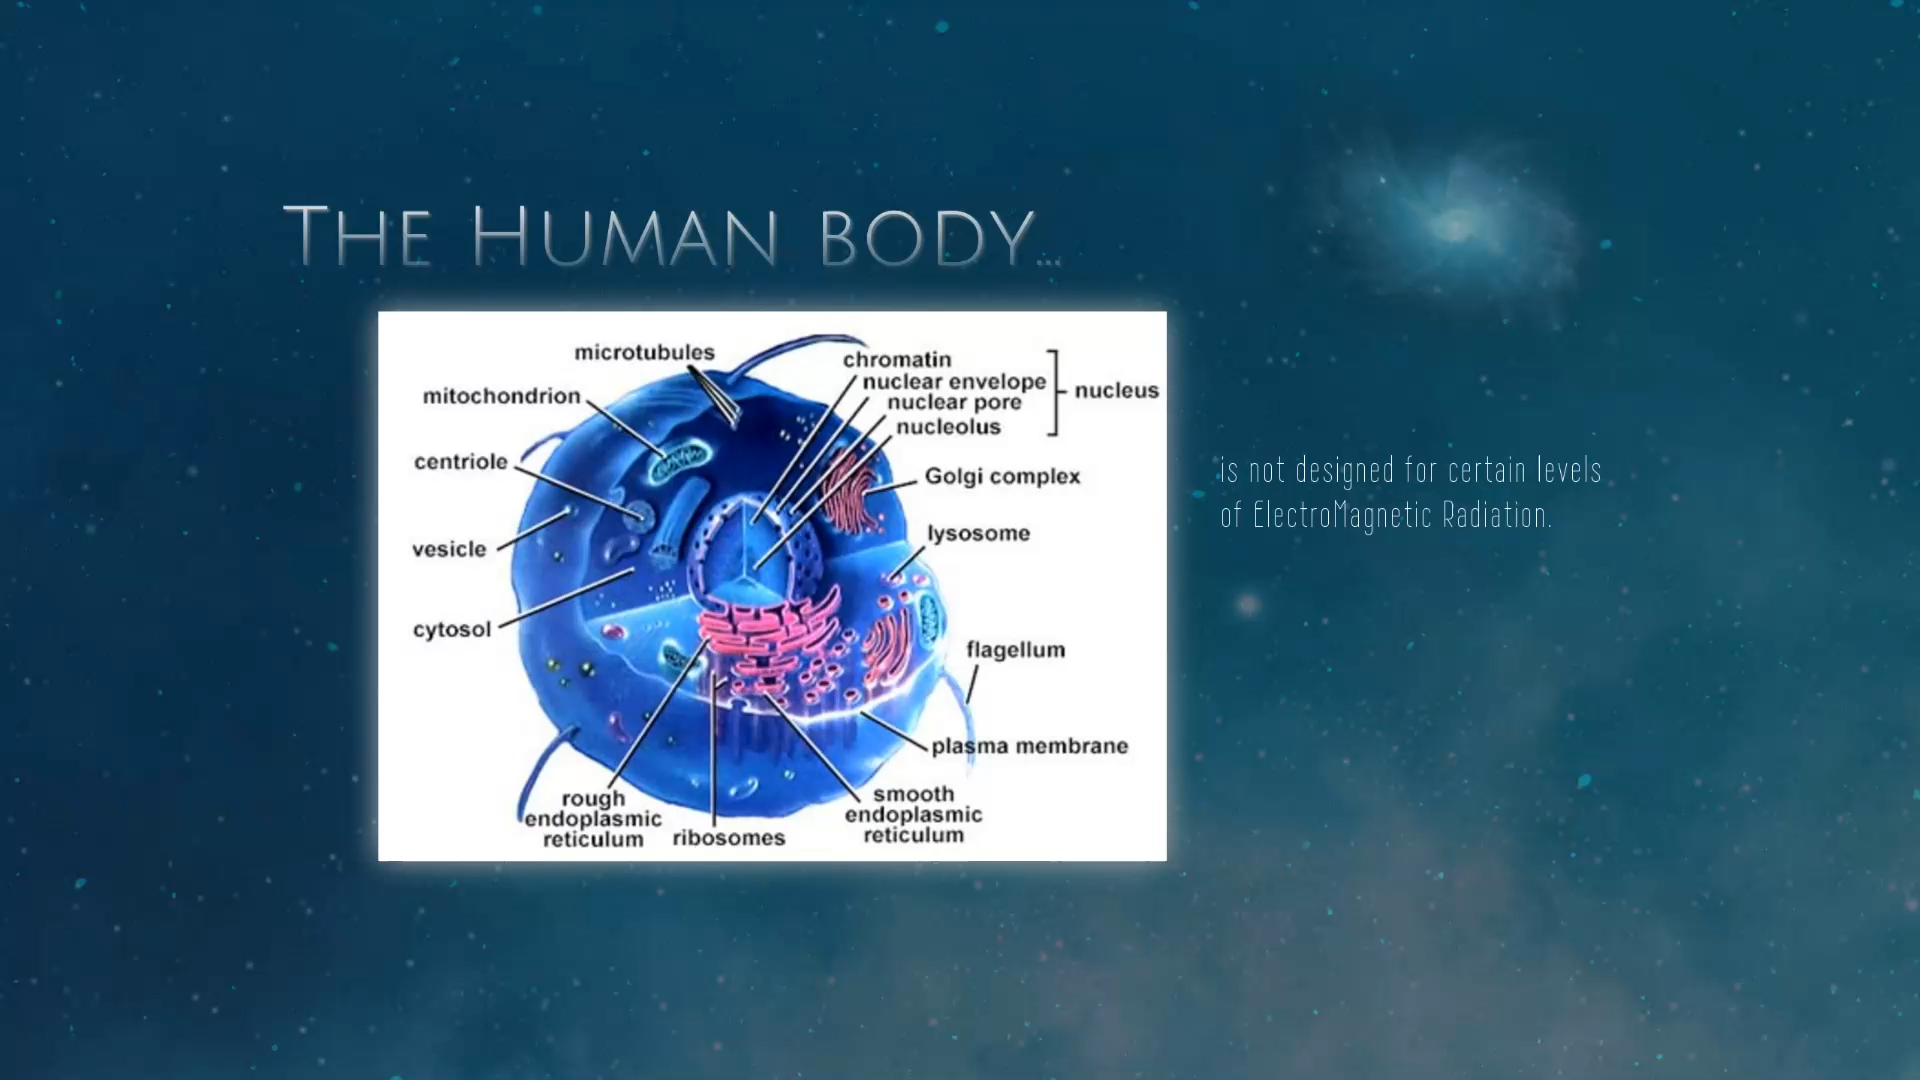 The Human body...
microtubules
chromatin
nuclear envelope
nuclear pore
nucleolus
nucleus
mitochondrion
centriole
Golgi complex
lysosome
vesicle
cytosol
flagellum
plasma membrane
rough
endoplasmic
reticulum
ribosomes
smooth
endoplasmic
reticulum
is not designed for certain levels
of ElectroMagnetic Radiation.